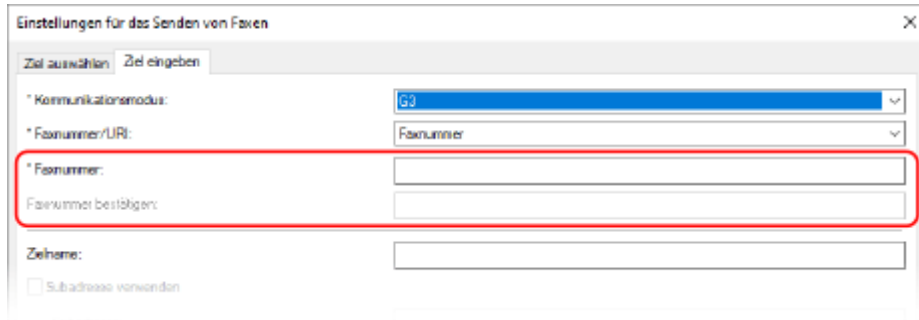 Einstellungen für das Senden von Faxen
Ziel auswählen Ziel eingeben
* Kommunikationsmodus: G3
* Faxnummer/URI: Faxnummer
* Faxnummer:
Faxnummer bestätigen:
Zielname:
Subadresse verwenden